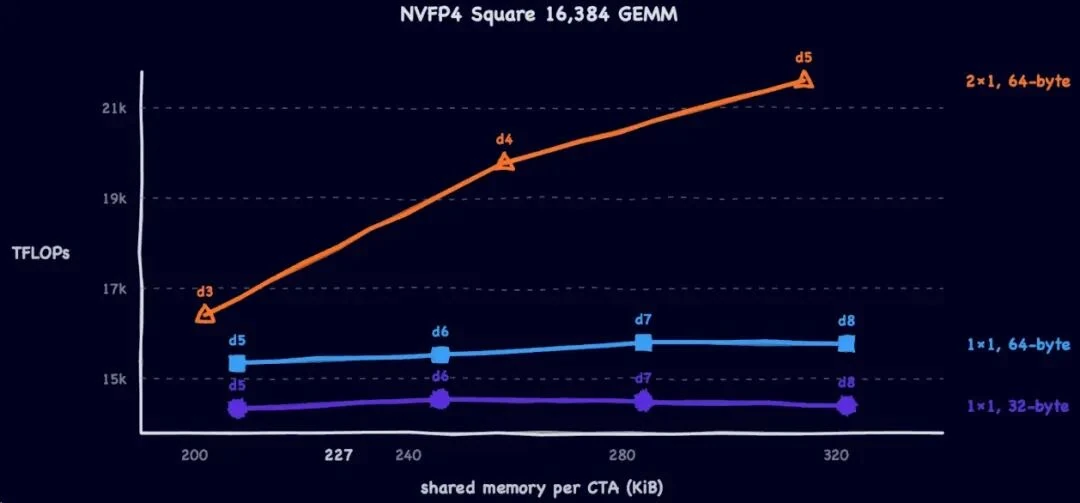 NVFP4 Square 16,384 GEMM
d5
2×1, 64-byte
21k
d4
19k
TFLOPs
d3
17k
d5
d6
d7
d8
1×1, 64-byte
15k
d5
d6
d7
d8
1×1, 32-byte
200
227
240
280
320
shared memory per CTA (KiB)